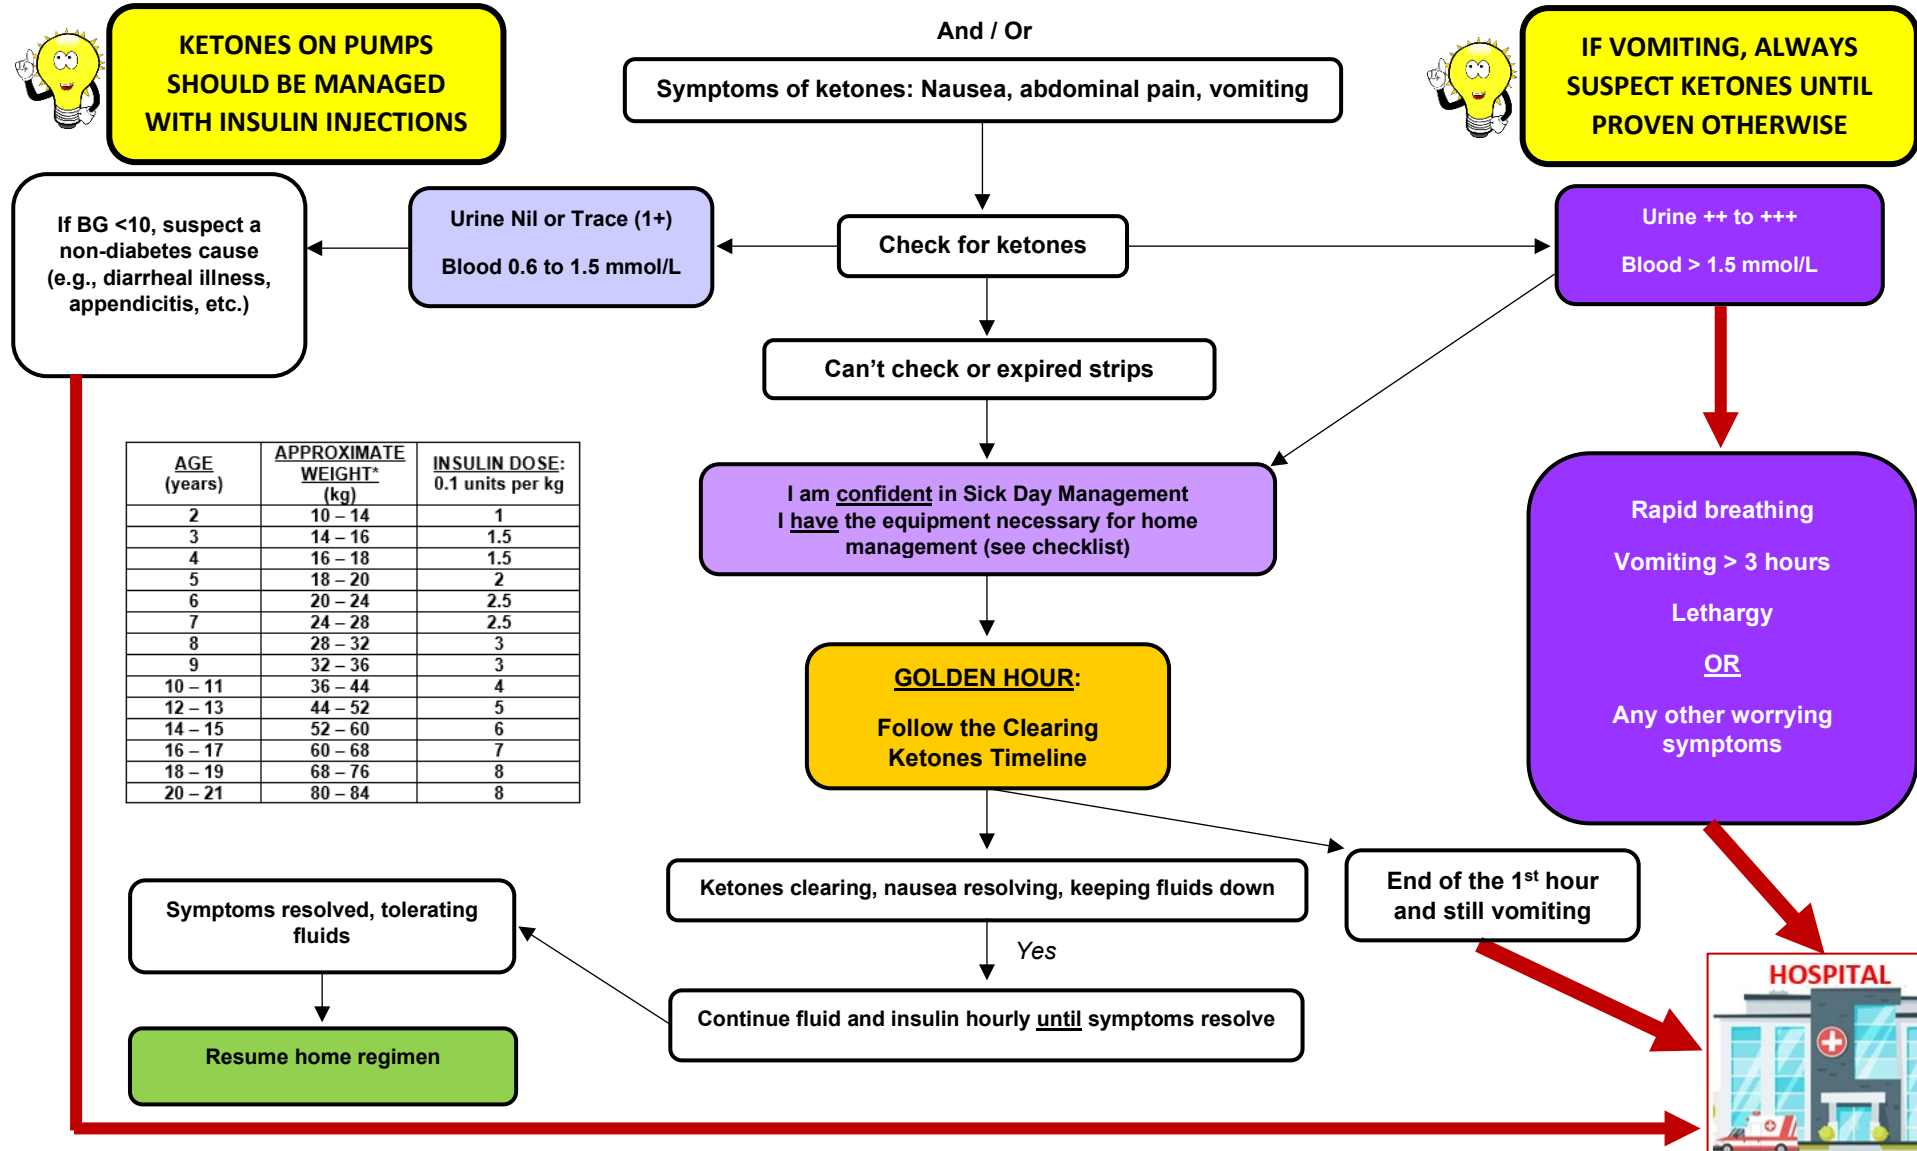 KETONES ON PUMPS
SHOULD BE MANAGED
WITH INSULIN INJECTIONS
And / Or
Symptoms of ketones: Nausea, abdominal pain, vomiting
IF VOMITING, ALWAYS
SUSPECT KETONES UNTIL
PROVEN OTHERWISE
If BG <10, suspect a
non-diabetes cause
(e.g., diarrheal illness,
appendicitis, etc.)
Urine Nil or Trace (1+)
Blood 0.6 to 1.5 mmol/L
Check for ketones
Urine ++ to +++
Blood > 1.5 mmol/L
Can't check or expired strips
AGE
(years)
APPROXIMATE
WEIGHT*
(kg)
INSULIN DOSE:
0.1 units per kg
2 10 – 14 1
3 14 – 16 1.5
4 16 – 18 1.5
5 18 – 20 2
6 20 – 24 2.5
7 24 – 28 2.5
8 28 – 32 3
9 32 – 36 3
10 – 11 36 – 44 4
12 – 13 44 – 52 5
14 – 15 52 – 60 6
16 – 17 60 – 68 7
18 – 19 68 – 76 8
20 – 21 80 – 84 8
I am confident in Sick Day Management
I have the equipment necessary for home
management (see checklist)
Rapid breathing
Vomiting > 3 hours
Lethargy
OR
Any other worrying
symptoms
GOLDEN HOUR:
Follow the Clearing
Ketones Timeline
Ketones clearing, nausea resolving, keeping fluids down
End of the 1st hour
and still vomiting
Symptoms resolved, tolerating
fluids
Yes
Continue fluid and insulin hourly until symptoms resolve
Resume home regimen
HOSPITAL